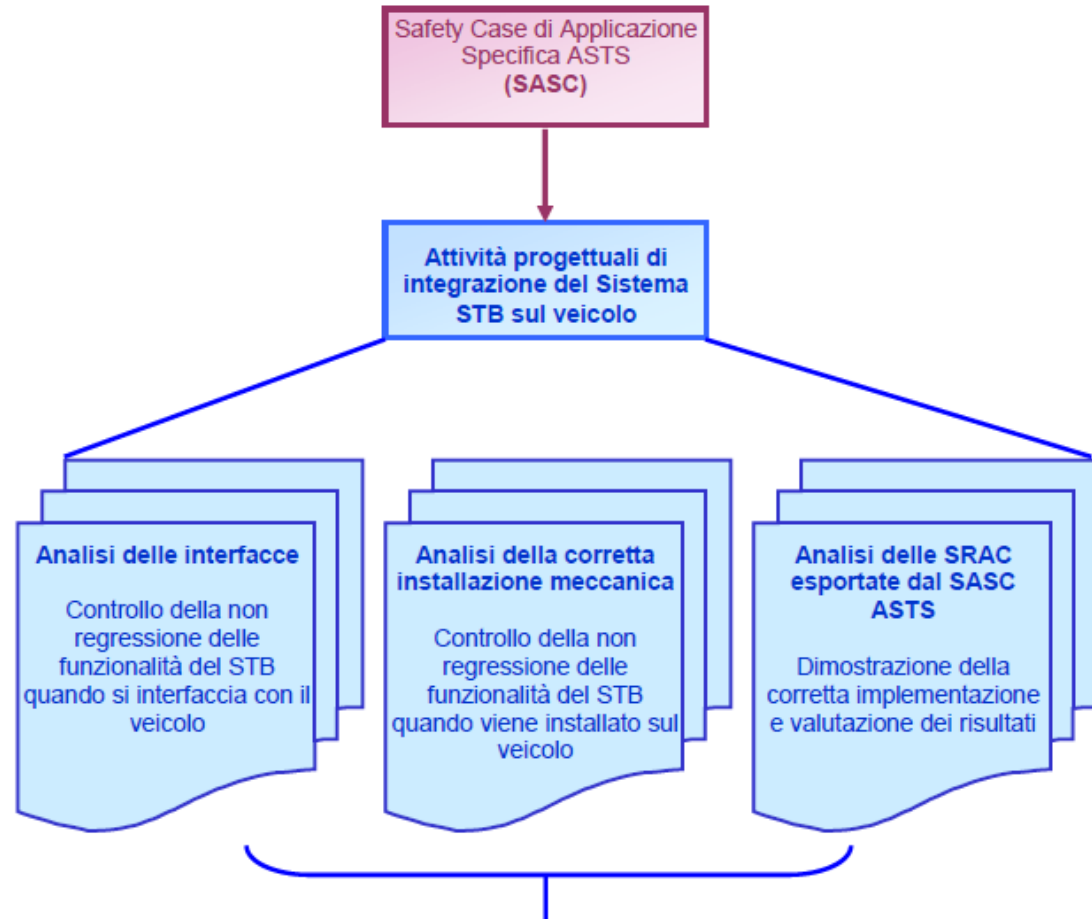 Safety Case di Applicazione
Specifica ASTS
(SASC)
Attività progettuali di
integrazione del Sistema
STB sul veicolo
Analisi delle interfacce
Controllo della non
regressione delle
funzionalità del STB
quando si interfaccia con il
veicolo
Analisi della corretta
installazione meccanica
Controllo della non
regressione delle
funzionalità del STB
quando viene installato sul
veicolo
Analisi delle SRAC
esportate dal SASC
ASTS
Dimostrazione della
corretta implementazione
e valutazione dei risultati